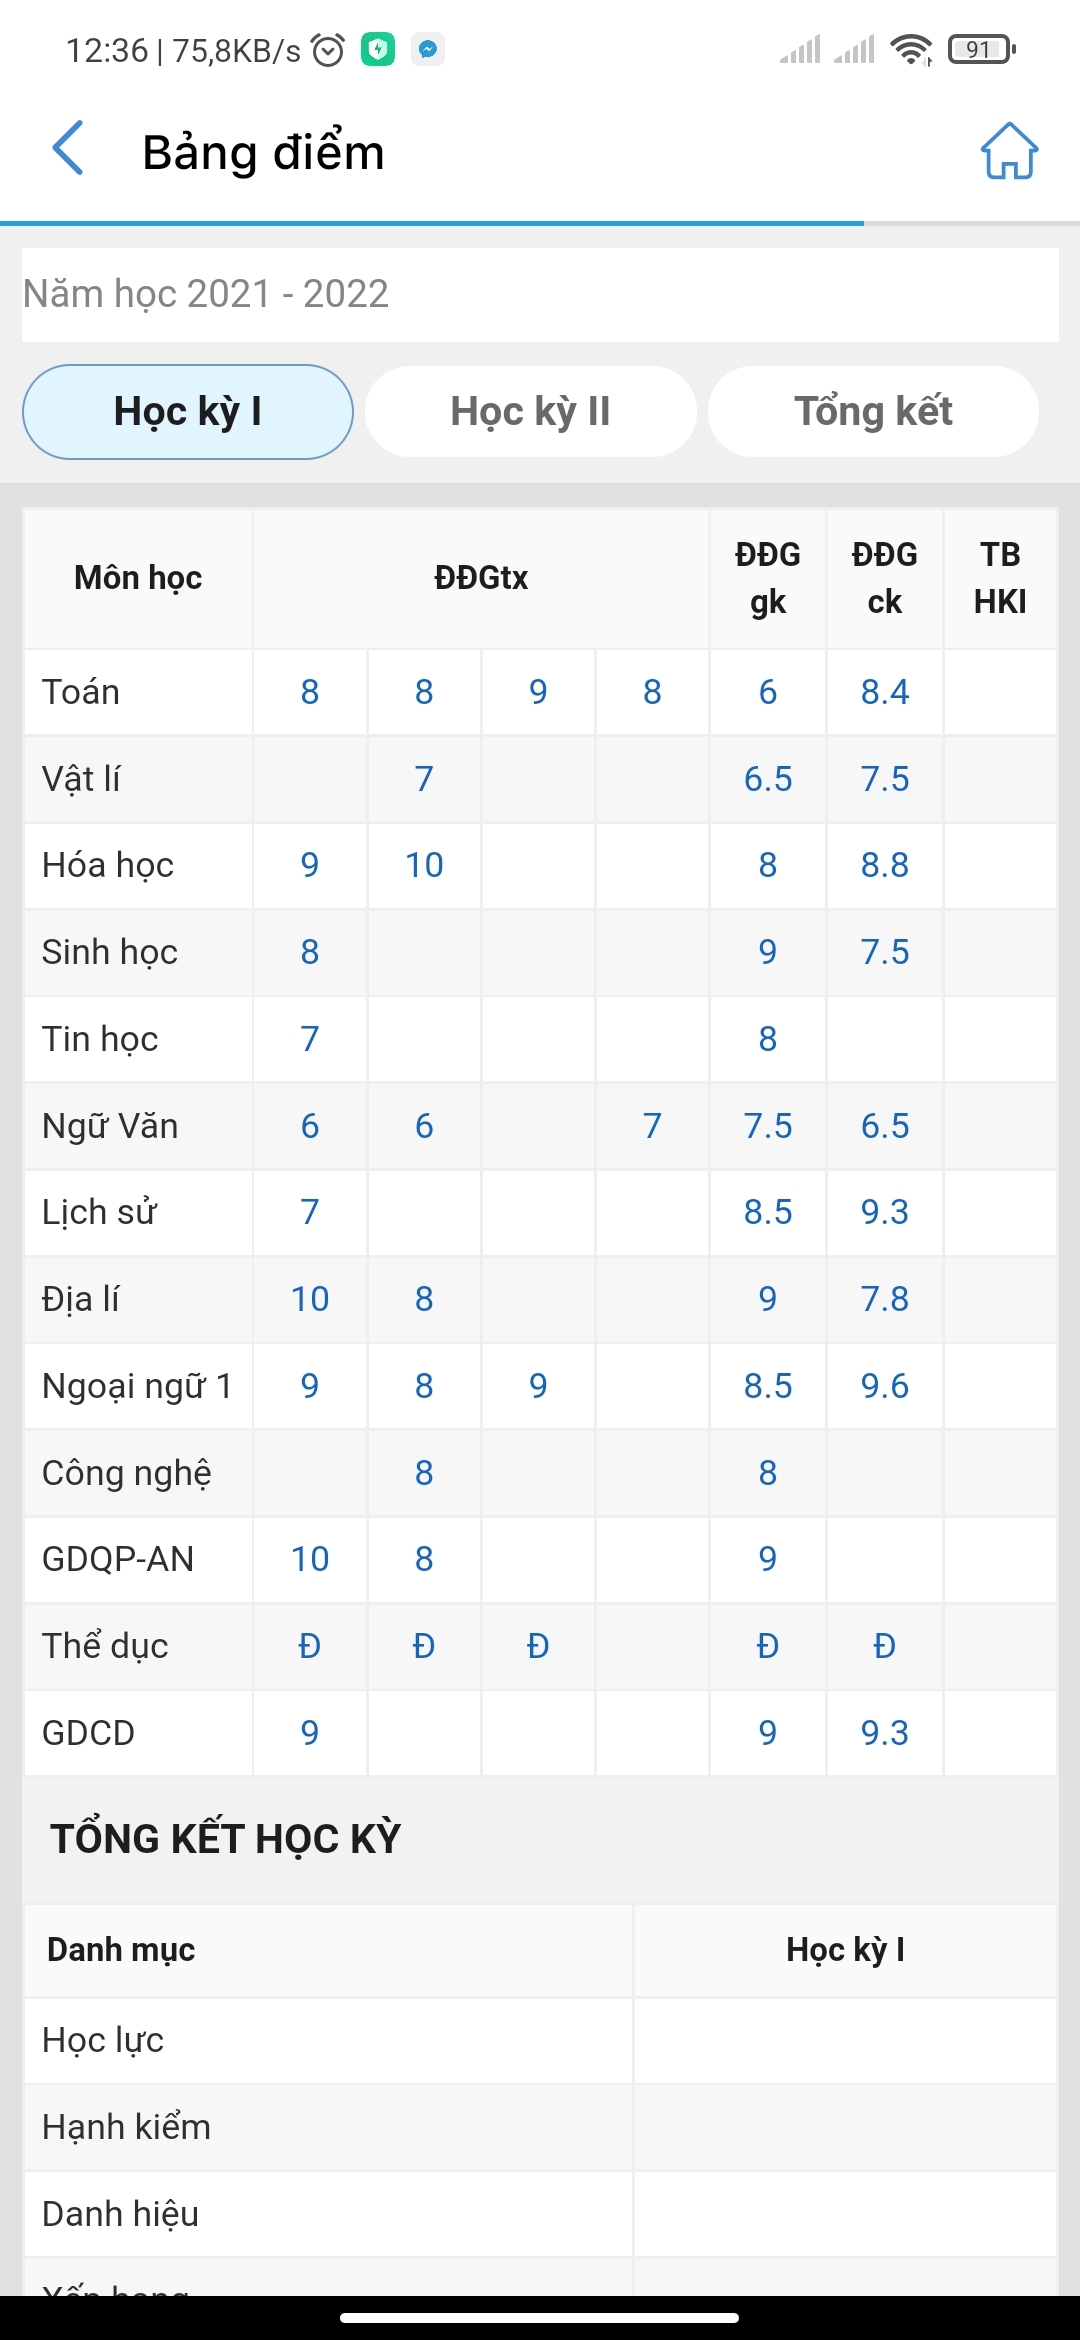 12:36 | 75,8KB/s
91
Bảng điểm
Năm học 2021 - 2022
Học kỳ I Học kỳ II Tổng kết
Môn học ĐĐGtx ĐĐG gk ĐĐG ck TB HKI
Toán 8 8 9 8 6 8.4
Vật lí 7 6.5 7.5
Hóa học 9 10 8 8.8
Sinh học 8 9 7.5
Tin học 7 8
Ngữ Văn 6 6 7 7.5 6.5
Lịch sử 7 8.5 9.3
Địa lí 10 8 9 7.8
Ngoại ngữ 1 9 8 9 8.5 9.6
Công nghệ 8 8
GDQP-AN 10 8 9
Thể dục Đ Đ Đ Đ Đ
GDCD 9 9 9.3
TỔNG KẾT HỌC KỲ
Danh mục Học kỳ I
Học lực
Hạnh kiểm
Danh hiệu